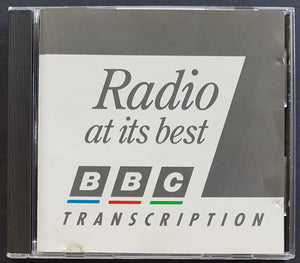 Radio
at its best
BBC
TRANSCRIPTION